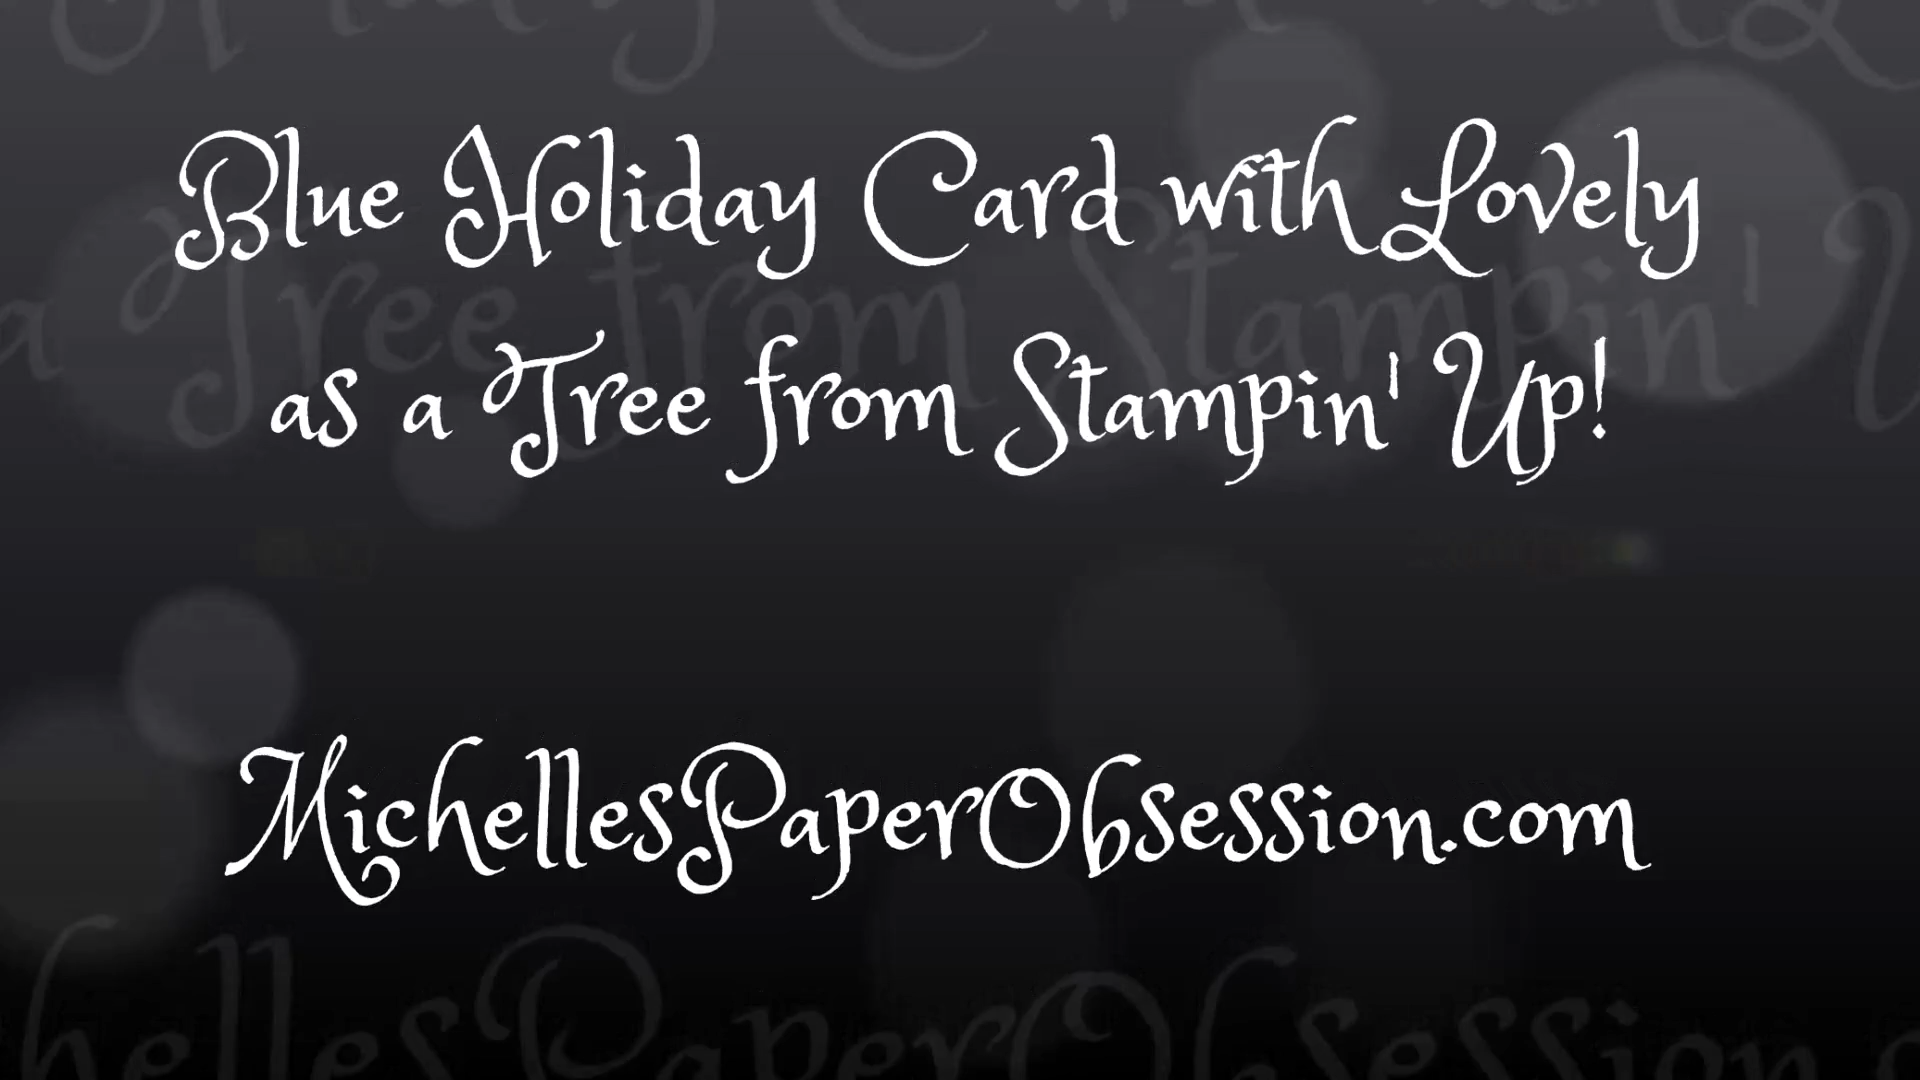 Blue Holiday Card with Lovely
as a Tree from Stampin' Up!
MichellesPaperObsession.com